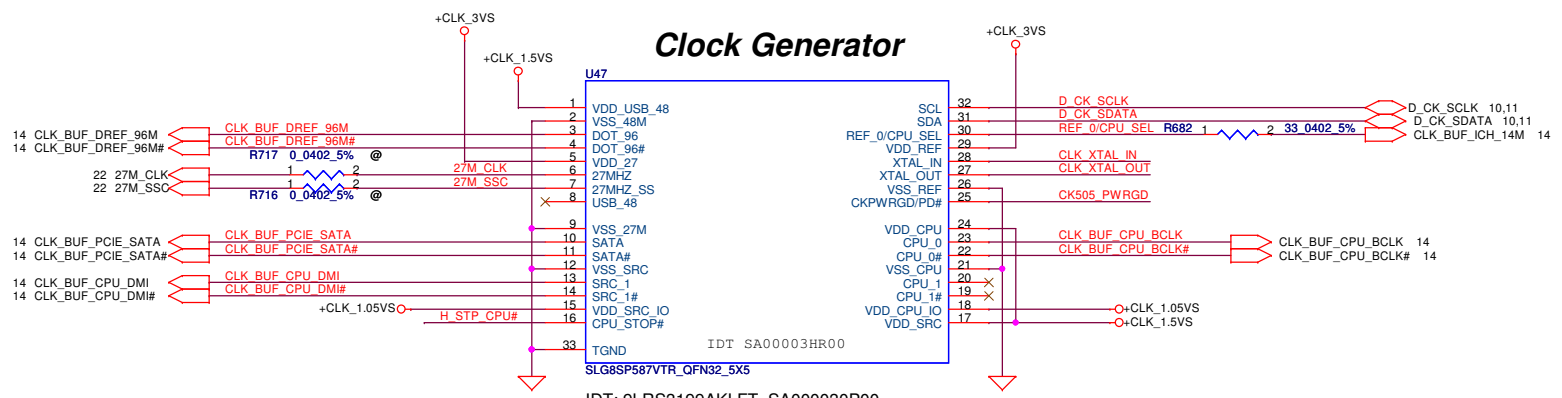 +CLK_3VS
Clock Generator
+CLK_3VS
+CLK_1.5VS
U47
1 VDD_USB_48
2 VSS_48M
14 CLK_BUF_DREF_96M CLK_BUF_DREF_96M 3 DOT_96
14 CLK_BUF_DREF_96M# CLK_BUF_DREF_96M# 4 DOT_96#
R717 0_0402_5% @ 5 VDD_27
22 27M_CLK 1 2 27M_CLK 6 27MHZ
22 27M_SSC 1 2 27M_SSC 7 27MHZ_SS
R716 0_0402_5% @ 8 USB_48
9 VSS_27M
14 CLK_BUF_PCIE_SATA CLK_BUF_PCIE_SATA 10 SATA
14 CLK_BUF_PCIE_SATA# CLK_BUF_PCIE_SATA# 11 SATA#
12 VSS_SRC
14 CLK_BUF_CPU_DMI CLK_BUF_CPU_DMI 13 SRC_1
14 CLK_BUF_CPU_DMI# CLK_BUF_CPU_DMI# 14 SRC_1#
+CLK_1.05VS 15 VDD_SRC_IO
H_STP_CPU# 16 CPU_STOP#
33 TGND
SCL 32 D_CK_SCLK D_CK_SCLK 10,11
SDA 31 D_CK_SDATA D_CK_SDATA 10,11
REF_0/CPU_SEL 30 REF_0/CPU_SEL R682 1 2 33_0402_5% CLK_BUF_ICH_14M 14
VDD_REF 29
XTAL_IN 28 CLK_XTAL_IN
XTAL_OUT 27 CLK_XTAL_OUT
VSS_REF 26
CKPWRGD/PD# 25 CK505_PWRGD
VDD_CPU 24
CPU_0 23 CLK_BUF_CPU_BCLK CLK_BUF_CPU_BCLK 14
CPU_0# 22 CLK_BUF_CPU_BCLK# CLK_BUF_CPU_BCLK# 14
VSS_CPU 21
CPU_1 20
CPU_1# 19
VDD_CPU_IO 18 +CLK_1.05VS
VDD_SRC 17 +CLK_1.5VS
IDT SA00003HR00
SLG8SP587VTR_QFN32_5X5